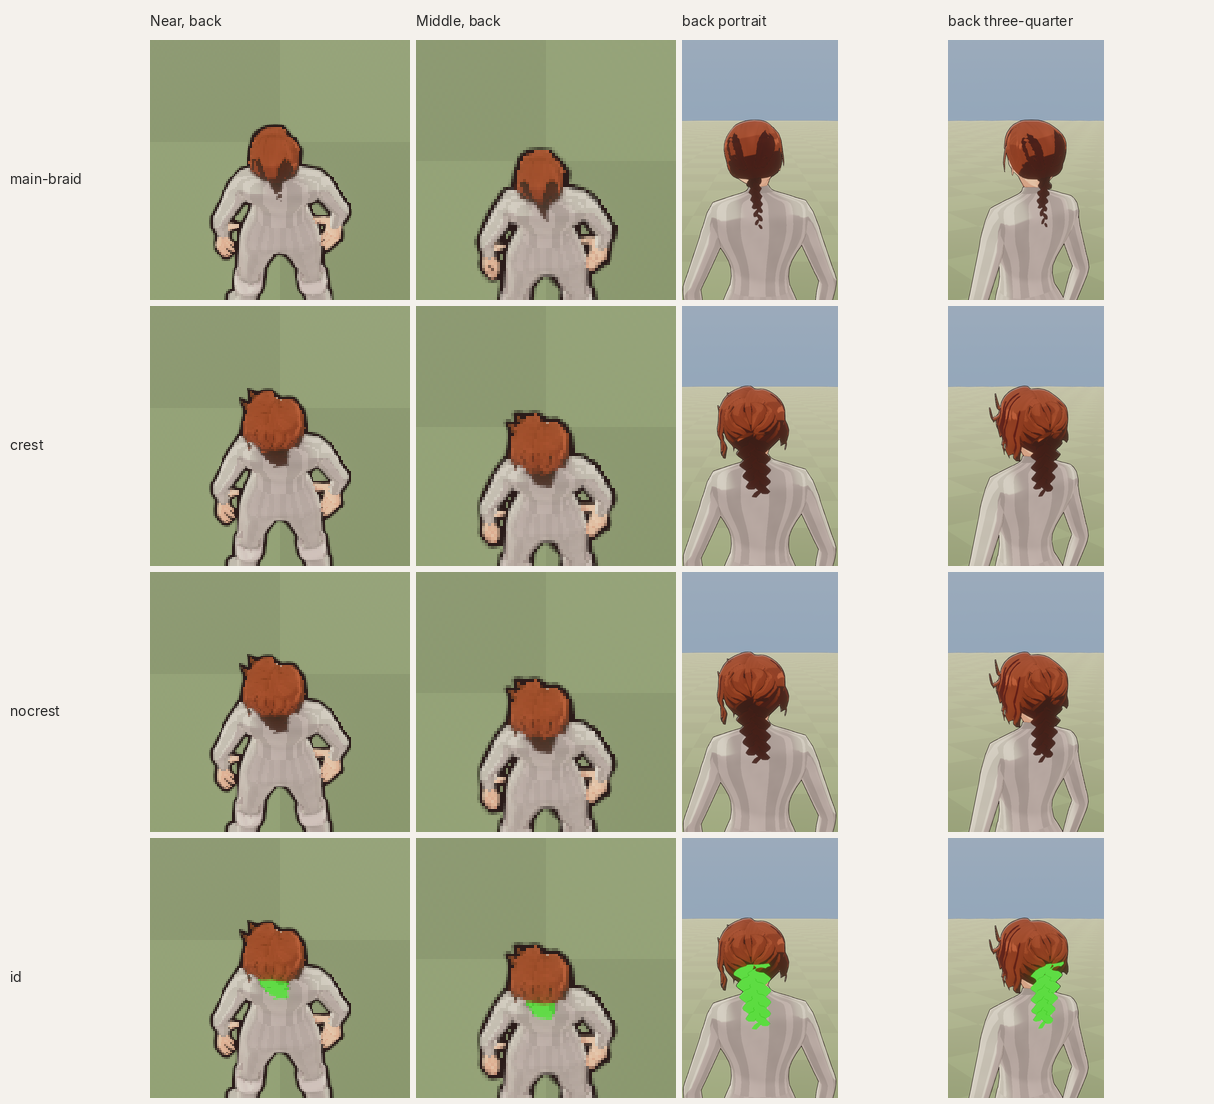 Near, back
Middle, back
back portrait
back three-quarter
main-braid
crest
nocrest
id